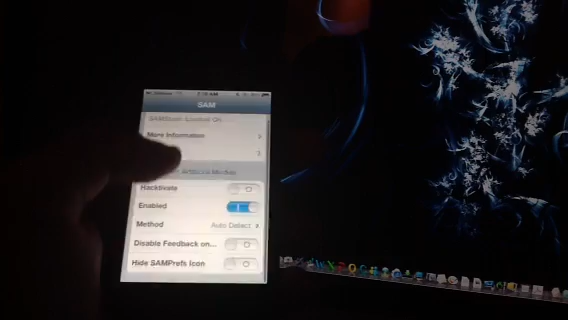 SAM
More Information
Hacktivate
Enabled
Method Auto Detect
Disable Feedback on...
Hide SAMPrefs Icon